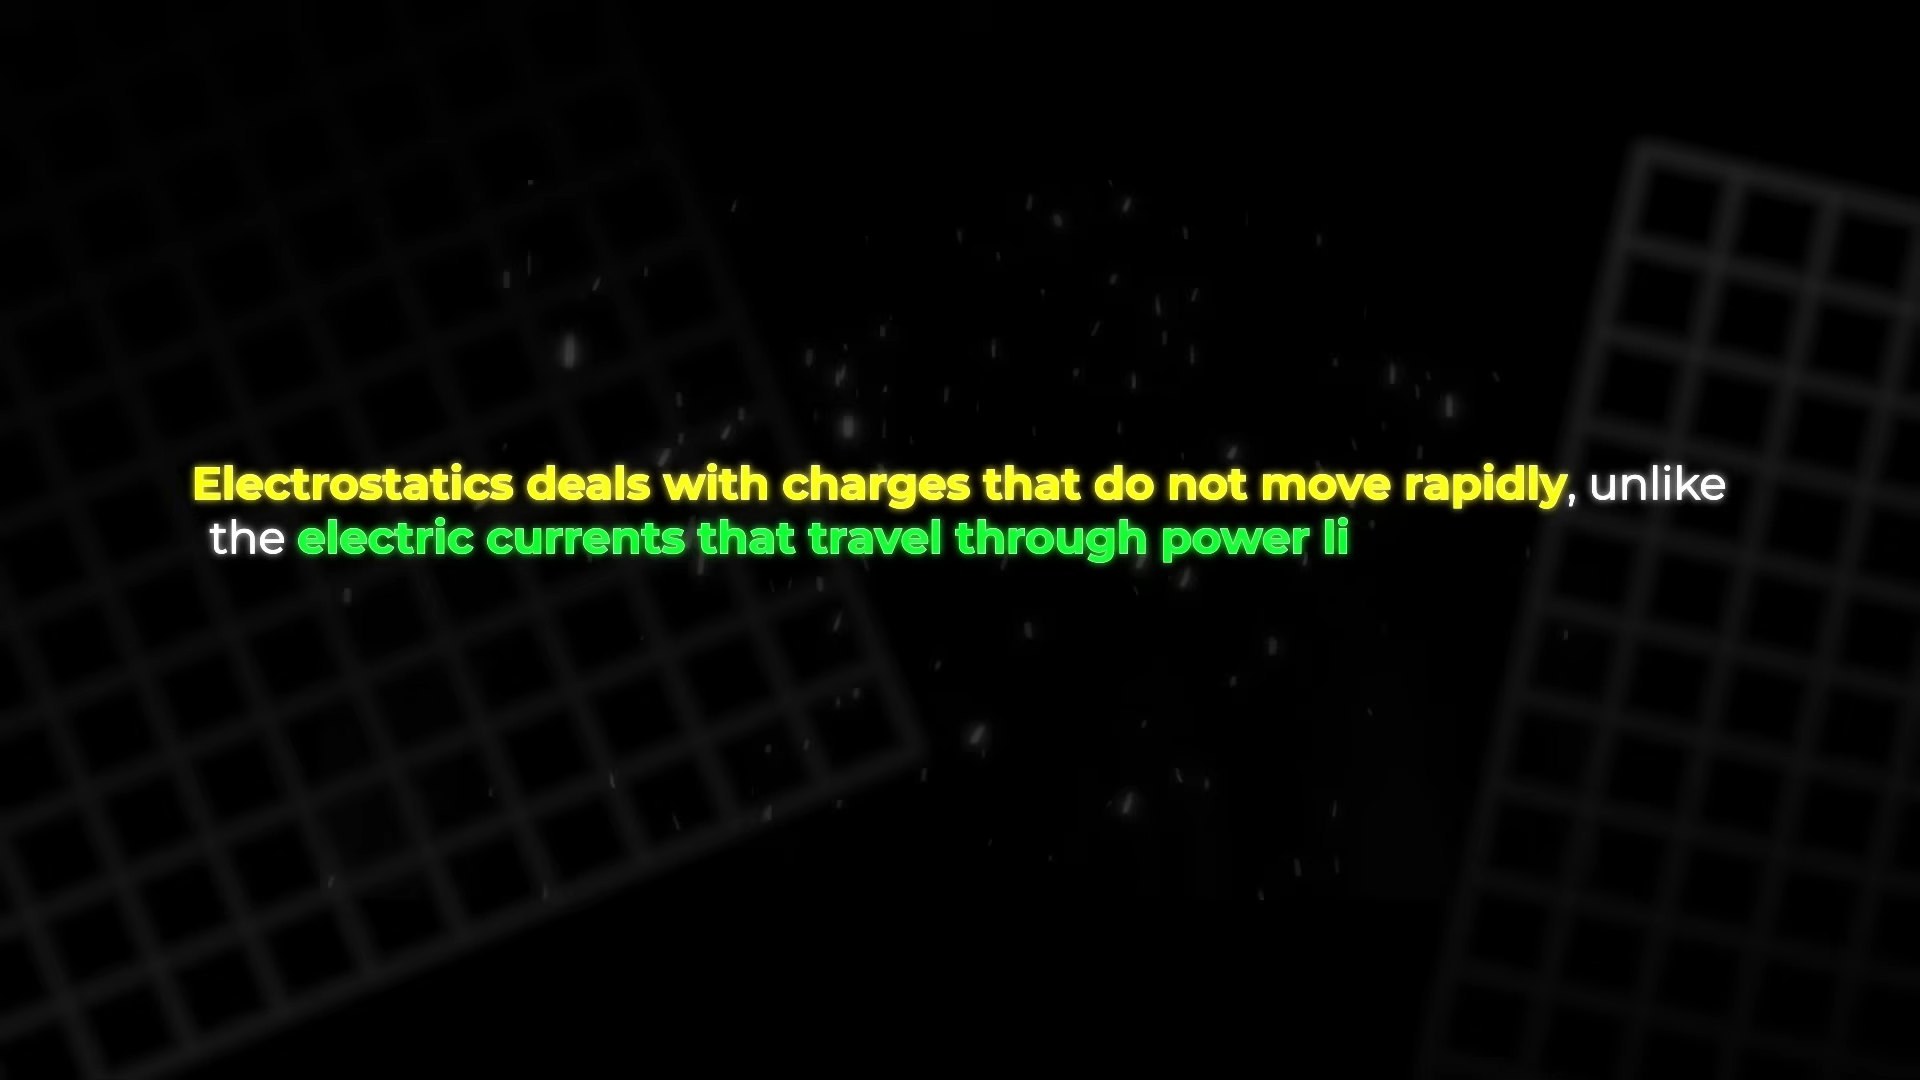 Electrostatics deals with charges that do not move rapidly, unlike
the electric currents that travel through power li